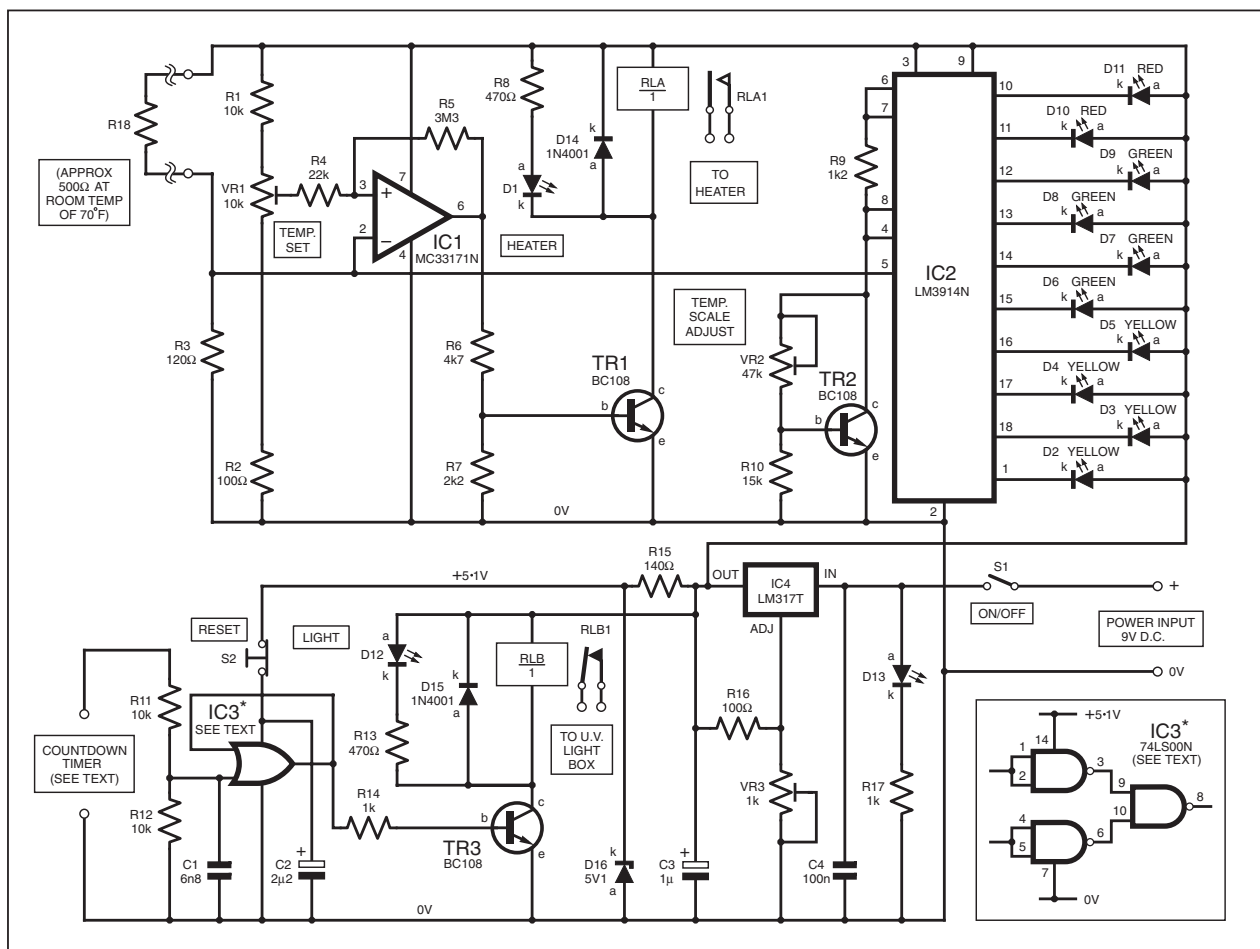 R18
(APPROX
500Ω AT
ROOM TEMP
OF 70°F)
R1
10k
VR1
10k
R4
22k
TEMP.
SET
R5
3M3
3
2
7
6
4
+
−
IC1
MC33171N
R3
120Ω
R2
100Ω
R6
4k7
R7
2k2
R8
470Ω
a
D1
k
HEATER
k
D14
1N4001
a
RLA
1
RLA1
TO
HEATER
TR1
BC108
b
c
e
0V
TEMP.
SCALE
ADJUST
VR2
47k
R10
15k
TR2
BC108
b
c
e
R9
1k2
6
7
8
4
5
3
9
IC2
LM3914N
2
10
11
12
13
14
15
16
17
18
1
D11 RED
k a
D10 RED
k a
D9 GREEN
k a
D8 GREEN
k a
D7 GREEN
k a
D6 GREEN
k a
D5 YELLOW
k a
D4 YELLOW
k a
D3 YELLOW
k a
D2 YELLOW
k a
+5·1V
R15
140Ω
OUT
IC4
LM317T
IN
ADJ
S1
ON/OFF
+
POWER INPUT
9V D.C.
0V
RESET
S2
LIGHT
COUNTDOWN
TIMER
(SEE TEXT)
R11
10k
R12
10k
IC3*
SEE TEXT
C1
6n8
+
C2
2µ2
R14
1k
a
D12
k
R13
470Ω
k
D15
1N4001
a
RLB
1
RLB1
TO U.V.
LIGHT
BOX
TR3
BC108
b
c
e
k
D16
5V1
a
+
C3
1µ
R16
100Ω
VR3
1k
C4
100n
a
D13
k
R17
1k
0V
+5·1V
IC3*
74LS00N
(SEE TEXT)
14
1
2
3
4
5
6
7
9
10
8
0V